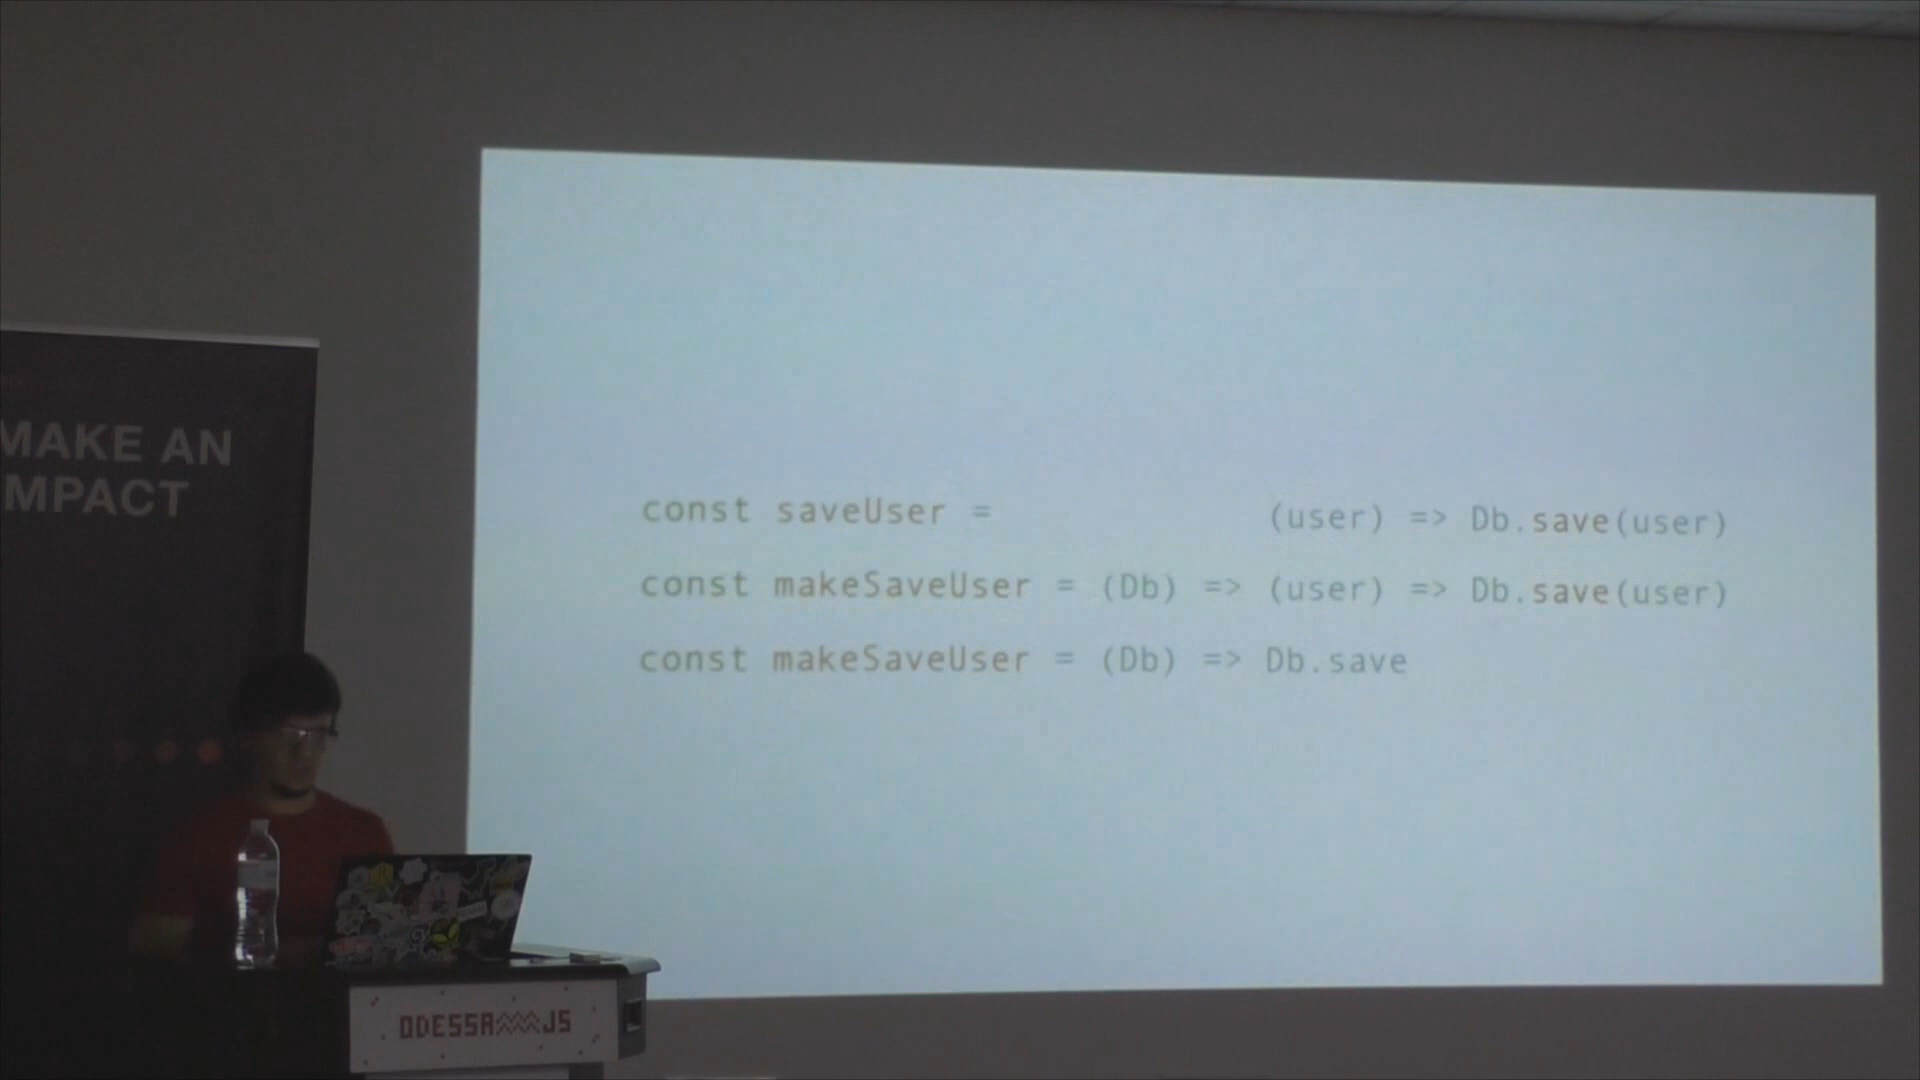 MAKE AN
MPACT
const saveUser = (user) => Db.save(user)
const makeSaveUser = (Db) => (user) => Db.save(user)
const makeSaveUser = (Db) => Db.save
ODESSA JS